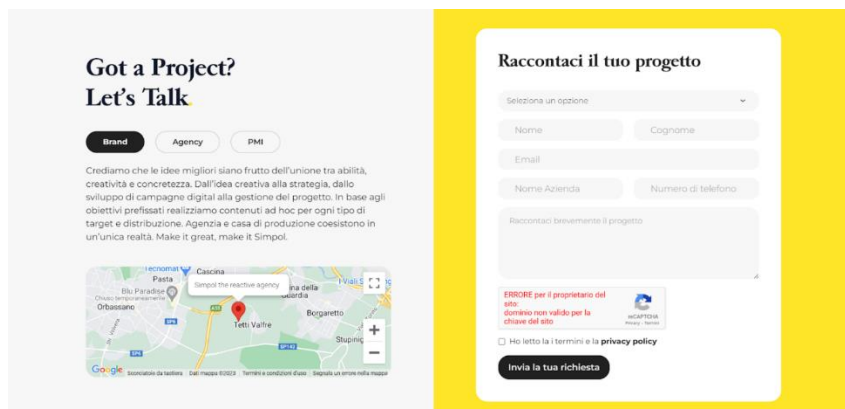 Got a Project?
Let's Talk.
Brand
Agency
PMI
Crediamo che le idee migliori siano frutto dell'unione tra abilità,
creatività e concretezza. Dall'idea creativa alla strategia, dallo
sviluppo di campagne digital alla gestione del progetto. In base agli
obiettivi prefissati realizziamo contenuti ad hoc per ogni tipo di
target e distribuzione. Agenzia e casa di produzione coesistono in
un'unica realtà. Make it great, make it Simpol.
Tecnomat
Cascina
Pasta
Simpol the reactive agency
Blu Paradise
Chiuso temporaneamente
Orbassano
Borgaretto
Tetti Valfrè
Stupinig
SP143
+
−
Google
Scorciatoie da tastiera
Dati mappa ©2023
Termini e condizioni d'uso
Segnala un errore nella mappa
Raccontaci il tuo progetto
Seleziona un opzione
Nome
Cognome
Email
Nome Azienda
Numero di telefono
Raccontaci brevemente il progetto
ERRORE per il proprietario del
sito:
dominio non valido per la
chiave del sito
reCAPTCHA
Privacy - Termini
Ho letto la i termini e la privacy policy
Invia la tua richiesta